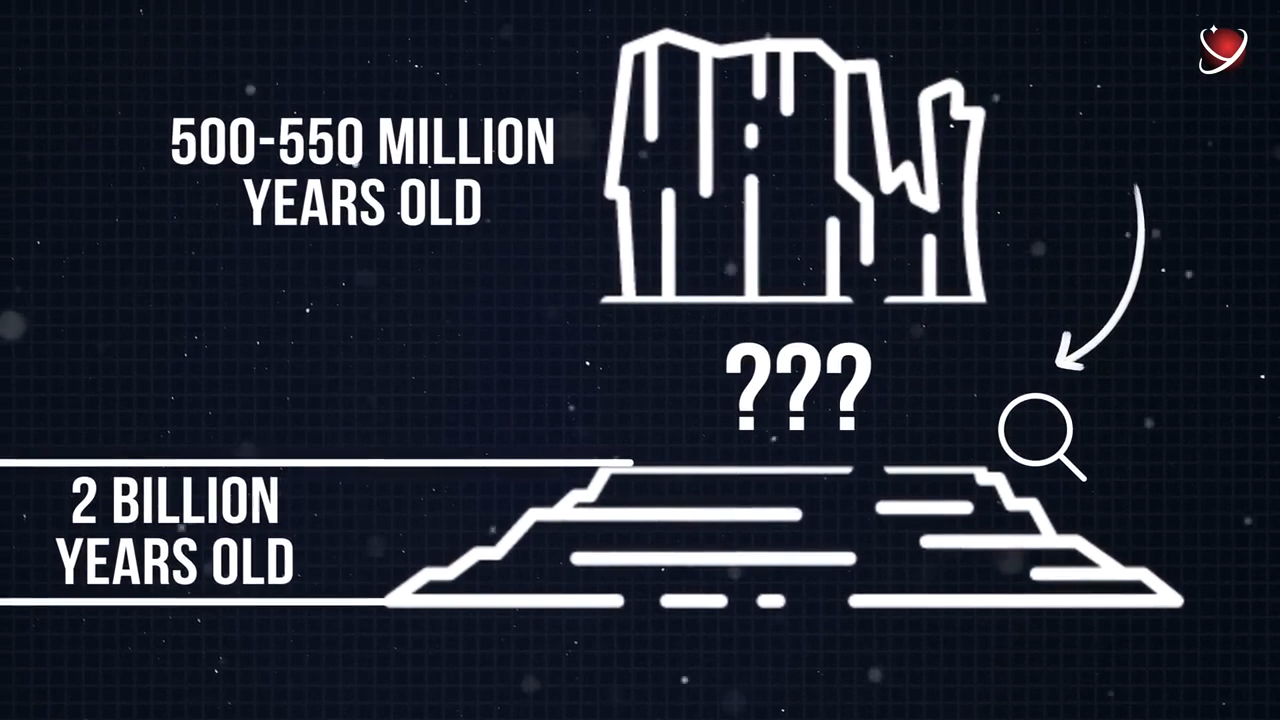 500-550 MILLION
YEARS OLD
???
2 BILLION
YEARS OLD